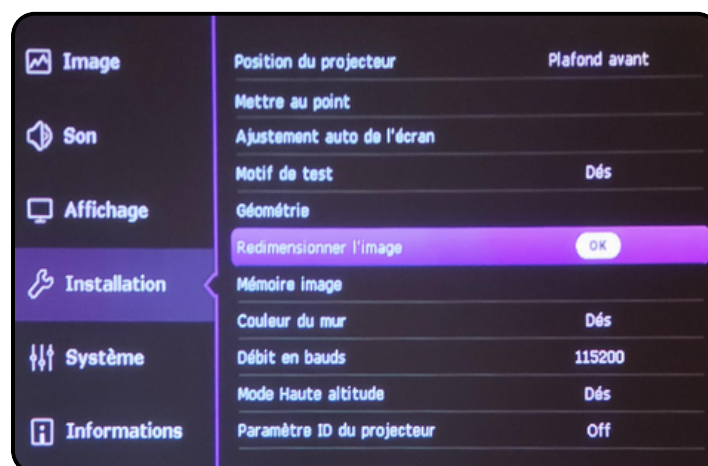 Image
Son
Affichage
Installation
Système
Informations
Position du projecteur Plafond avant
Mettre au point
Ajustement auto de l'écran
Motif de test Dés
Géométrie
Redimensionner l'image OK
Mémoire image
Couleur du mur Dés
Débit en bauds 115200
Mode Haute altitude Dés
Paramètre ID du projecteur Off